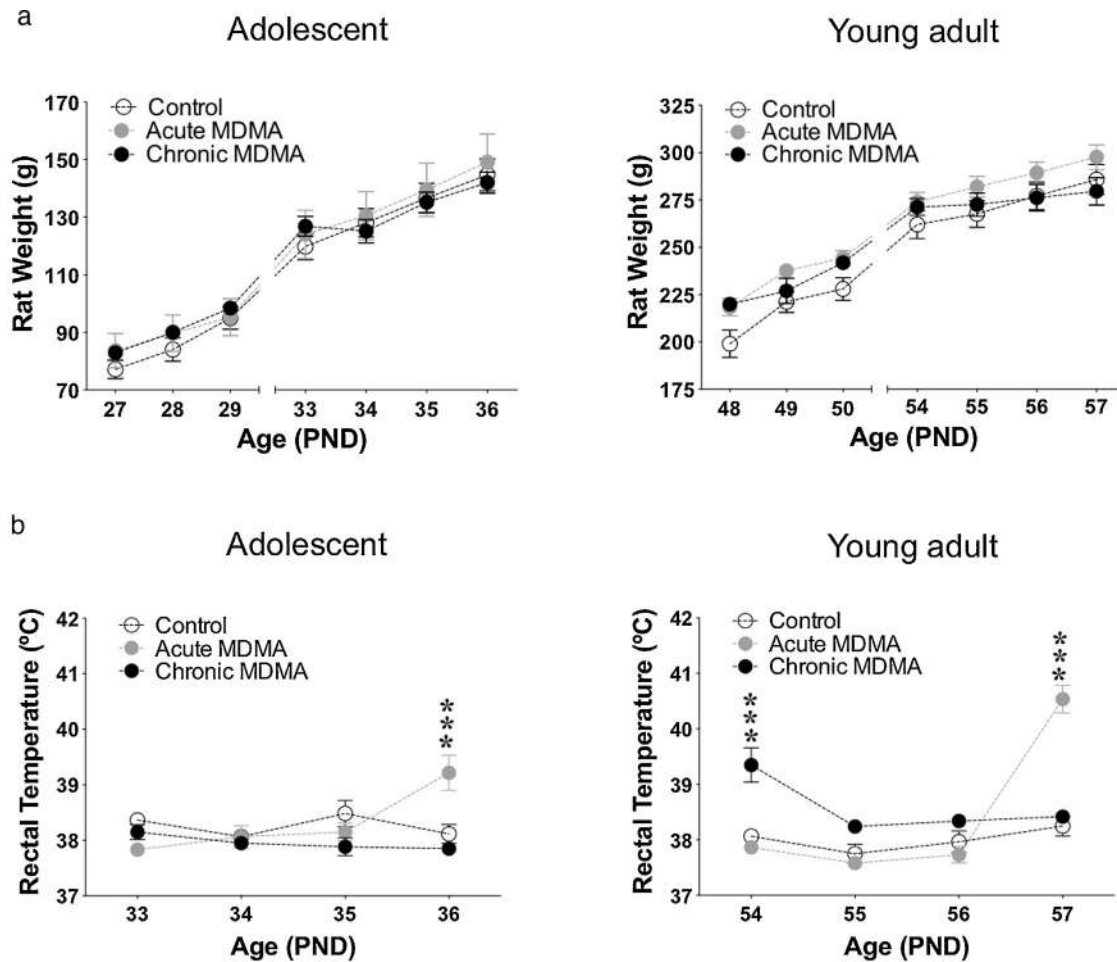 a
Adolescent
Young adult
Control
Acute MDMA
Chronic MDMA
Rat Weight (g)
170
150
130
110
90
70
27 28 29 33 34 35 36
Age (PND)
Control
Acute MDMA
Chronic MDMA
Rat Weight (g)
325
300
275
250
225
200
175
48 49 50 54 55 56 57
Age (PND)
b
Adolescent
Young adult
Control
Acute MDMA
Chronic MDMA
Rectal Temperature (ºC)
42
41
40
39
38
37
***
33 34 35 36
Age (PND)
Control
Acute MDMA
Chronic MDMA
Rectal Temperature (ºC)
42
41
40
39
38
37
***
***
54 55 56 57
Age (PND)